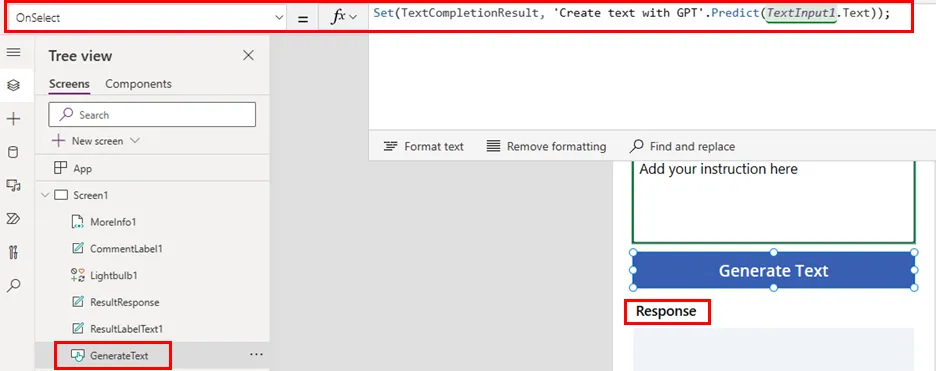 OnSelect
=
fx
Set(TextCompletionResult, 'Create text with GPT'.Predict(TextInput1.Text));
Tree view
Screens Components
Search
New screen
App
Screen1
MoreInfo1
CommentLabel1
Lightbulb1
ResultResponse
ResultLabelText1
GenerateText
Format text Remove formatting Find and replace
Add your instruction here
Generate Text
Response